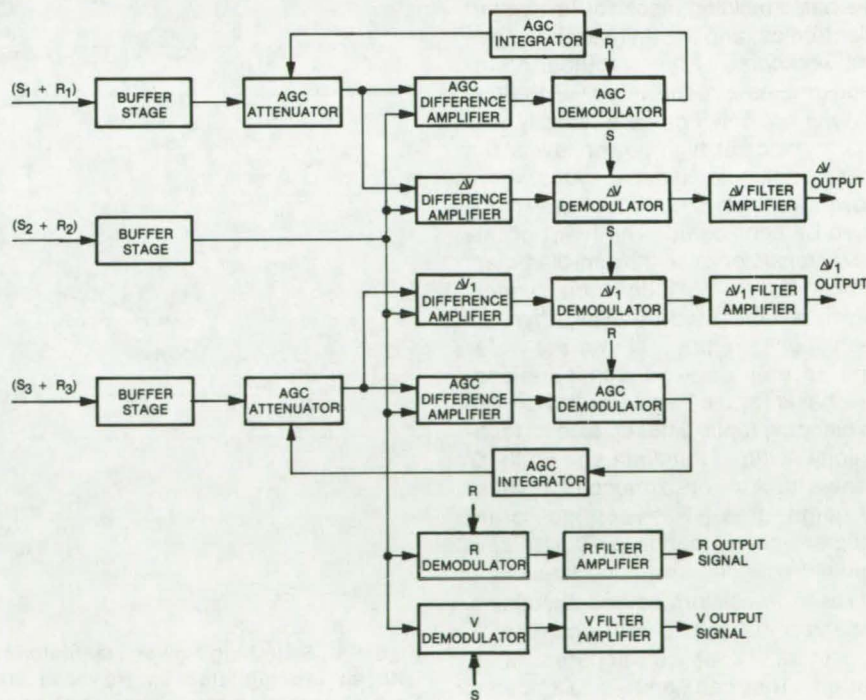 AGC
INTEGRATOR
R
(S1 + R1)
BUFFER
STAGE
AGC
ATTENUATOR
AGC
DIFFERENCE
AMPLIFIER
AGC
DEMODULATOR
S
ΔV
DIFFERENCE
AMPLIFIER
ΔV
DEMODULATOR
ΔV FILTER
AMPLIFIER
ΔV
OUTPUT
(S2 + R2)
BUFFER
STAGE
S
ΔV1
DIFFERENCE
AMPLIFIER
ΔV1
DEMODULATOR
ΔV1 FILTER
AMPLIFIER
ΔV1
OUTPUT
R
(S3 + R3)
BUFFER
STAGE
AGC
ATTENUATOR
AGC
DIFFERENCE
AMPLIFIER
AGC
DEMODULATOR
AGC
INTEGRATOR
R
R
DEMODULATOR
R FILTER
AMPLIFIER
R OUTPUT
SIGNAL
V
DEMODULATOR
V FILTER
AMPLIFIER
V OUTPUT
SIGNAL
S